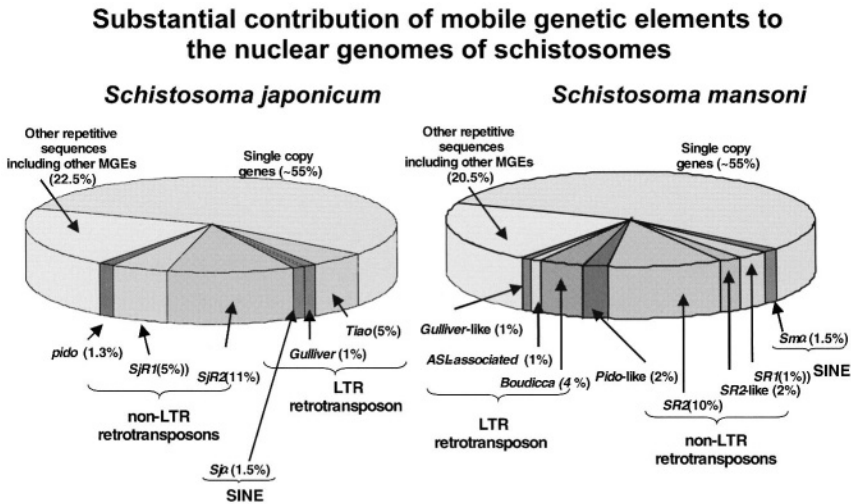 Substantial contribution of mobile genetic elements to
the nuclear genomes of schistosomes
Schistosoma japonicum
Other repetitive
sequences
including other MGEs
(22.5%)
Single copy
genes (~55%)
pido (1.3%)
SjR1(5%))
SjR2(11%)
Gulliver (1%)
Tiao(5%)
non-LTR
retrotransposons
LTR
retrotransposon
Sjα (1.5%)
SINE
Schistosoma mansoni
Other repetitive
sequences
including other MGEs
(20.5%)
Single copy
genes (~55%)
Gulliver-like (1%)
ASL-associated (1%)
Boudicca (4 %)
Pido-like (2%)
SR2(10%)
SR2-like (2%)
SR1(1%))
Smα (1.5%)
SINE
LTR
retrotransposon
non-LTR
retrotransposons